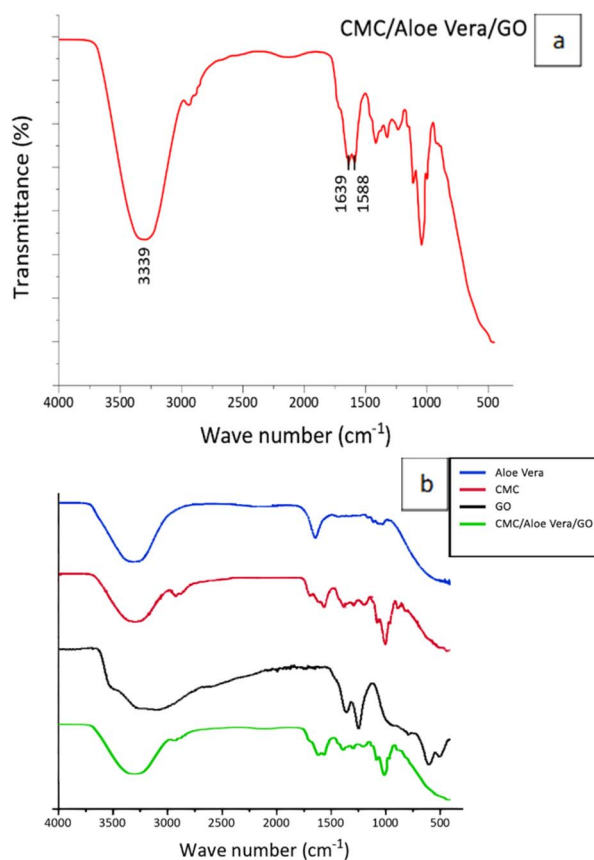 CMC/Aloe Vera/GO
a
Transmittance (%)
3339
1639
1588
4000 3500 3000 2500 2000 1500 1000 500
Wave number (cm-1)
b
Aloe Vera
CMC
GO
CMC/Aloe Vera/GO
4000 3500 3000 2500 2000 1500 1000 500
Wave number (cm-1)